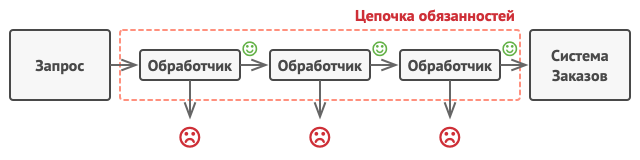 Цепочка обязанностей
Запрос
Обработчик
Обработчик
Обработчик
Система
Заказов